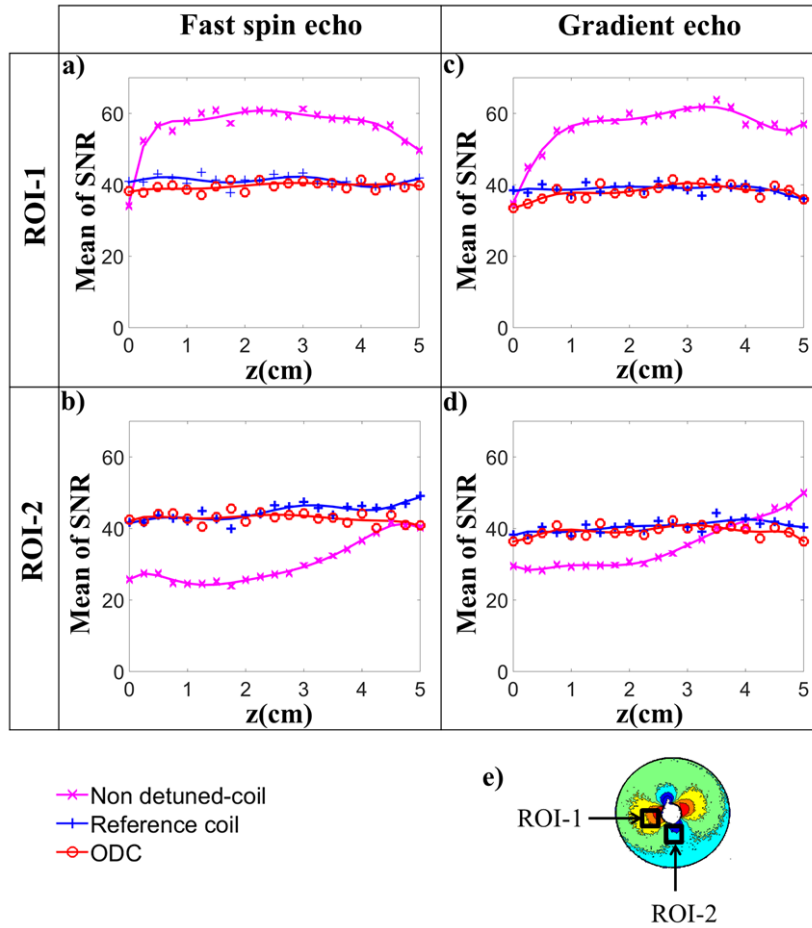 Fast spin echo
Gradient echo
ROI-1
a)
Mean of SNR
60
40
20
0
0 1 2 3 4 5
z(cm)
c)
Mean of SNR
60
40
20
0
0 1 2 3 4 5
z(cm)
ROI-2
b)
Mean of SNR
60
40
20
0
0 1 2 3 4 5
z(cm)
d)
Mean of SNR
60
40
20
0
0 1 2 3 4 5
z(cm)
Non detuned-coil
Reference coil
ODC
e)
ROI-1
ROI-2